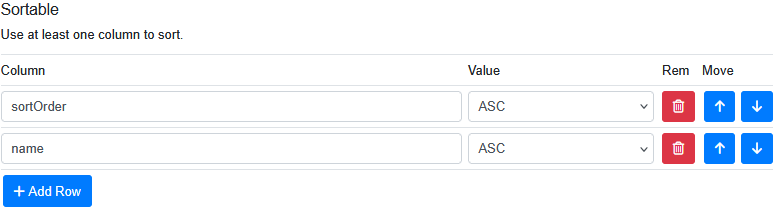 Sortable
Use at least one column to sort.
Column Value Rem Move
sortOrder ASC
name ASC
+ Add Row